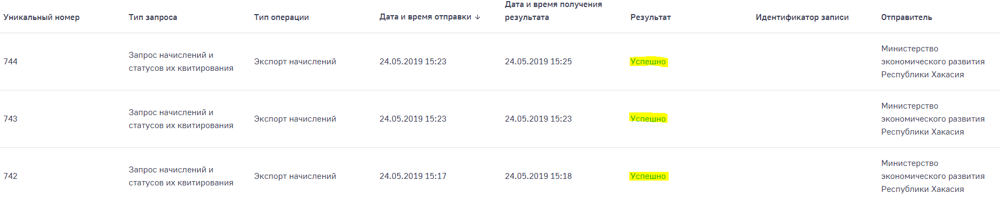 Уникальный номер
Тип запроса
Тип операции
Дата и время отправки ↓
Дата и время получения
результата
Результат
Идентификатор записи
Отправитель
744
Запрос начислений и
статусов их квитирования
Экспорт начислений
24.05.2019 15:23
24.05.2019 15:25
Успешно
Министерство
экономического развития
Республики Хакасия
743
Запрос начислений и
статусов их квитирования
Экспорт начислений
24.05.2019 15:23
24.05.2019 15:23
Успешно
Министерство
экономического развития
Республики Хакасия
742
Запрос начислений и
статусов их квитирования
Экспорт начислений
24.05.2019 15:17
24.05.2019 15:18
Успешно
Министерство
экономического развития
Республики Хакасия